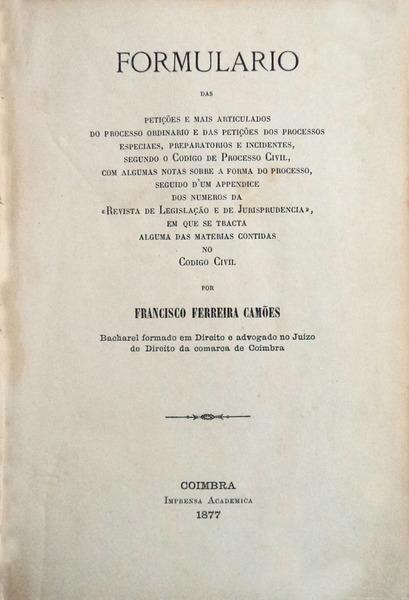 FORMULARIO
DAS
PETIÇÕES E MAIS ARTICULADOS
DO PROCESSO ORDINARIO E DAS PETIÇÕES DOS PROCESSOS
ESPECIAES, PREPARATORIOS E INCIDENTES,
SEGUNDO O CODIGO DE PROCESSO CIVIL,
COM ALGUMAS NOTAS SOBRE A FORMA DO PROCESSO,
SEGUIDO D'UM APPENDICE
DOS NUMEROS DA
«REVISTA DE LEGISLAÇÃO E DE JURISPRUDENCIA»,
EM QUE SE TRACTA
ALGUMA DAS MATERIAS CONTIDAS
NO
CODIGO CIVIL
POR
FRANCISCO FERREIRA CAMÕES
Bacharel formado em Direito e advogado no Juizo
de Direito da comarca de Coimbra
COIMBRA
IMPRENSA ACADEMICA
1877